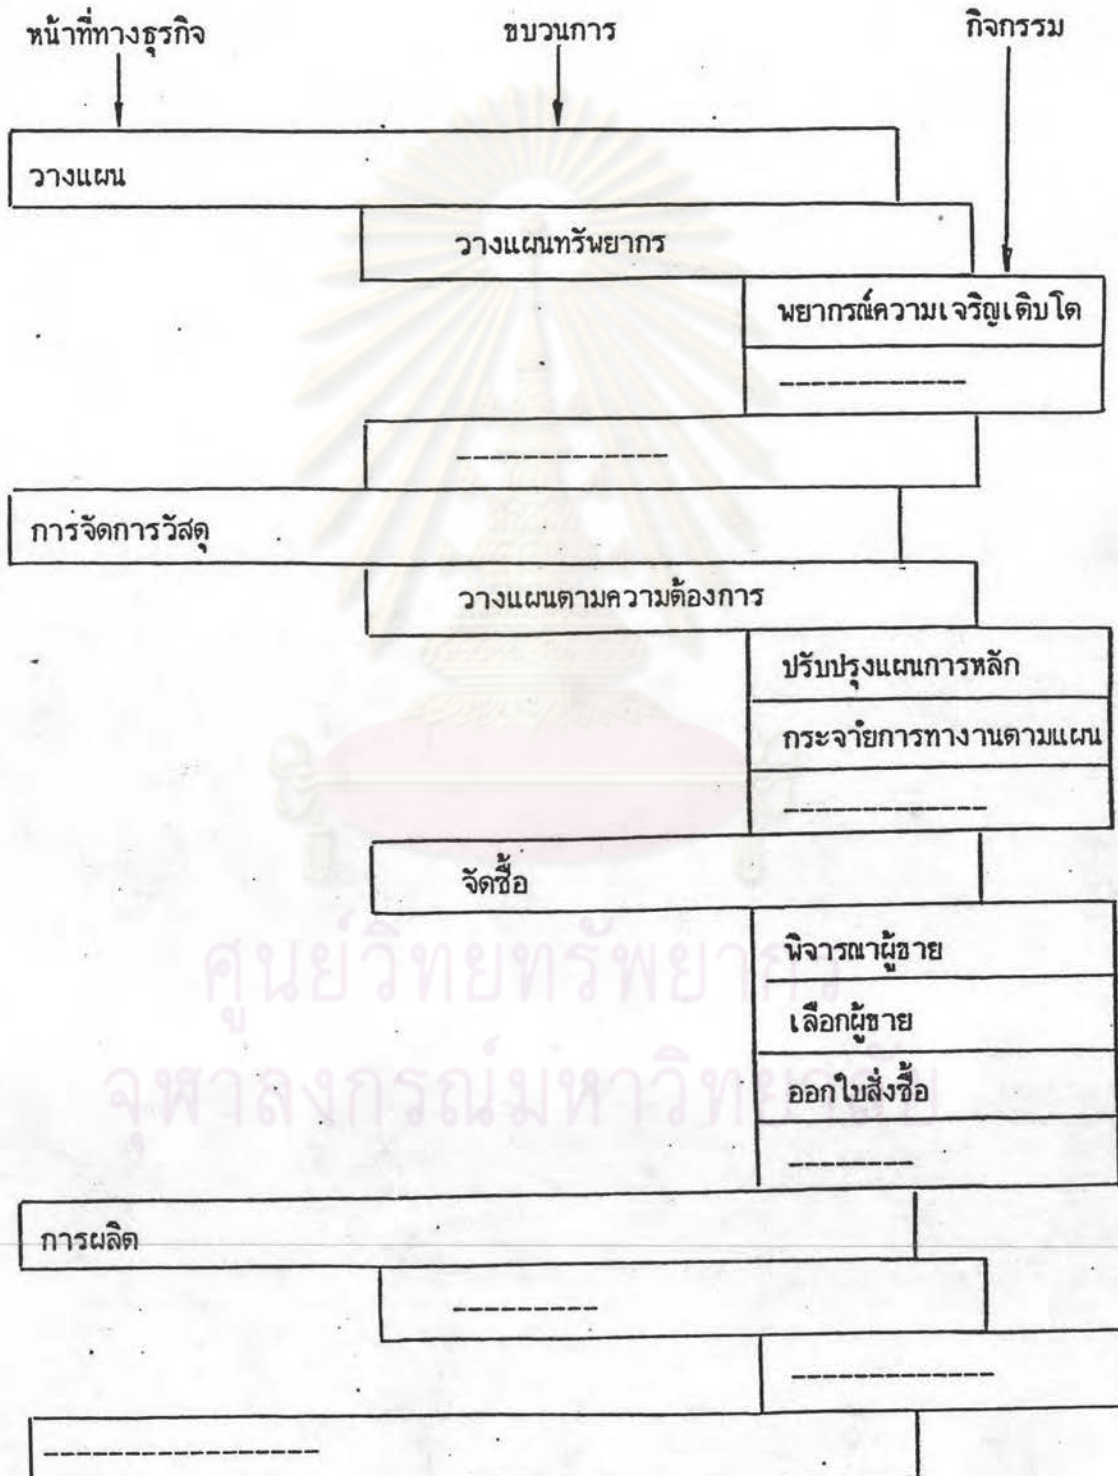 หน้าที่ทางธุรกิจ ขบวนการ กิจกรรม
วางแผน
วางแผนทรัพยากร
พยากรณ์ความเจริญเติบโต
-------------
-------------
การจัดการวัสดุ
วางแผนตามความต้องการ
ปรับปรุงแผนการหลัก
กระจายการทางานตามแผน
-------------
จัดซื้อ
พิจารณาผู้ขาย
เลือกผู้ขาย
ออกใบสั่งซื้อ
--------
การผลิต
---------
-------------
------------------
ศูนย์วิทยทรัพยากร
จุฬาลงกรณ์มหาวิทยาลัย